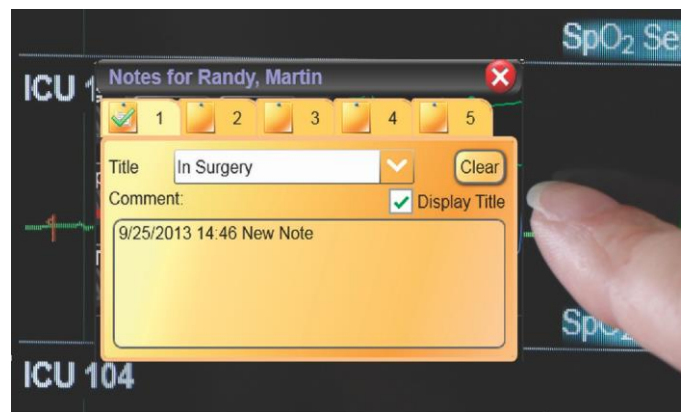 SpO₂ Se
ICU 1
Notes for Randy, Martin
1 2 3 4 5
Title In Surgery Clear
Comment: Display Title
9/25/2013 14:46 New Note
ICU 104